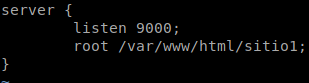 server {
        listen 9000;
        root /var/www/html/sitio1;
}
~